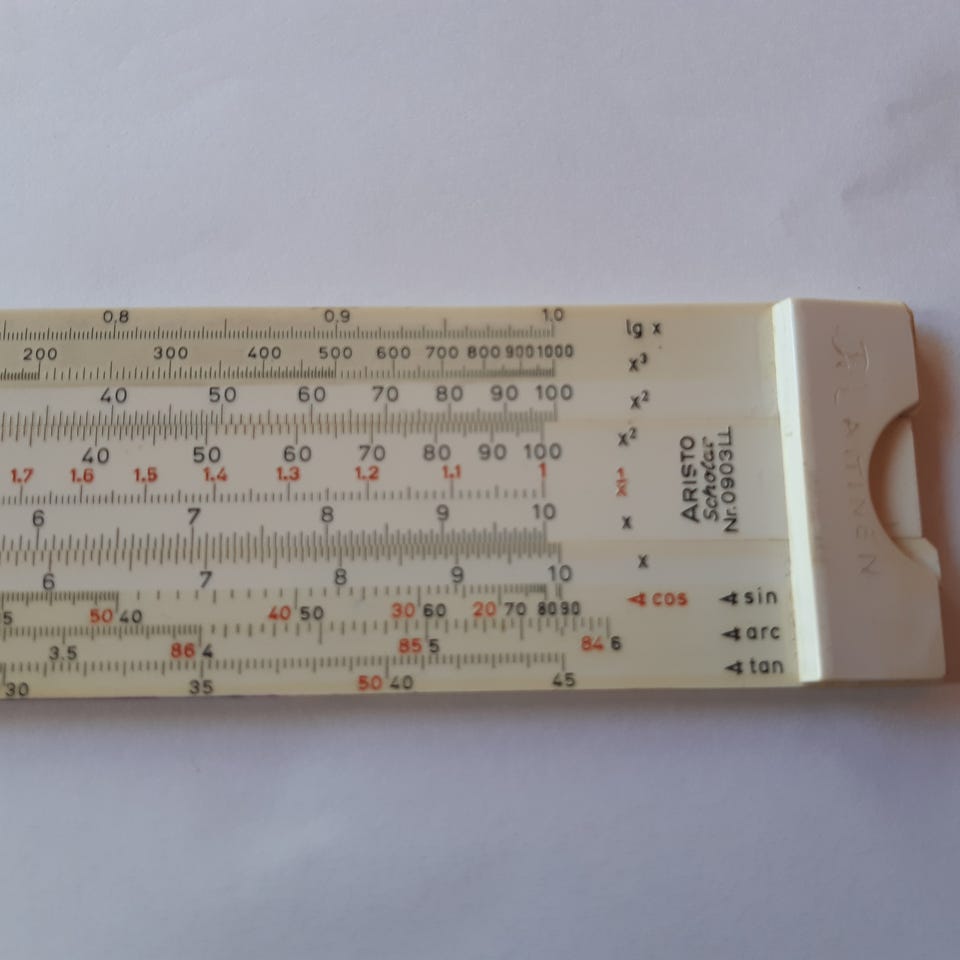 0,8 0,9 1,0 lg x
200 300 400 500 600 700 800 900 1000 x³
40 50 60 70 80 90 100 x²
40 50 60 70 80 90 100 x²
1.7 1.6 1.5 1.4 1.3 1.2 1.1 1 1/x
6 7 8 9 10 x
6 7 8 9 10 x
5 50 40 40 50 30 60 20 70 80 90 cos sin
3.5 86 4 85 5 84 6 arc
30 35 50 40 45 tan
ARISTO
Scholar
Nr.0903LL
LAITINEN